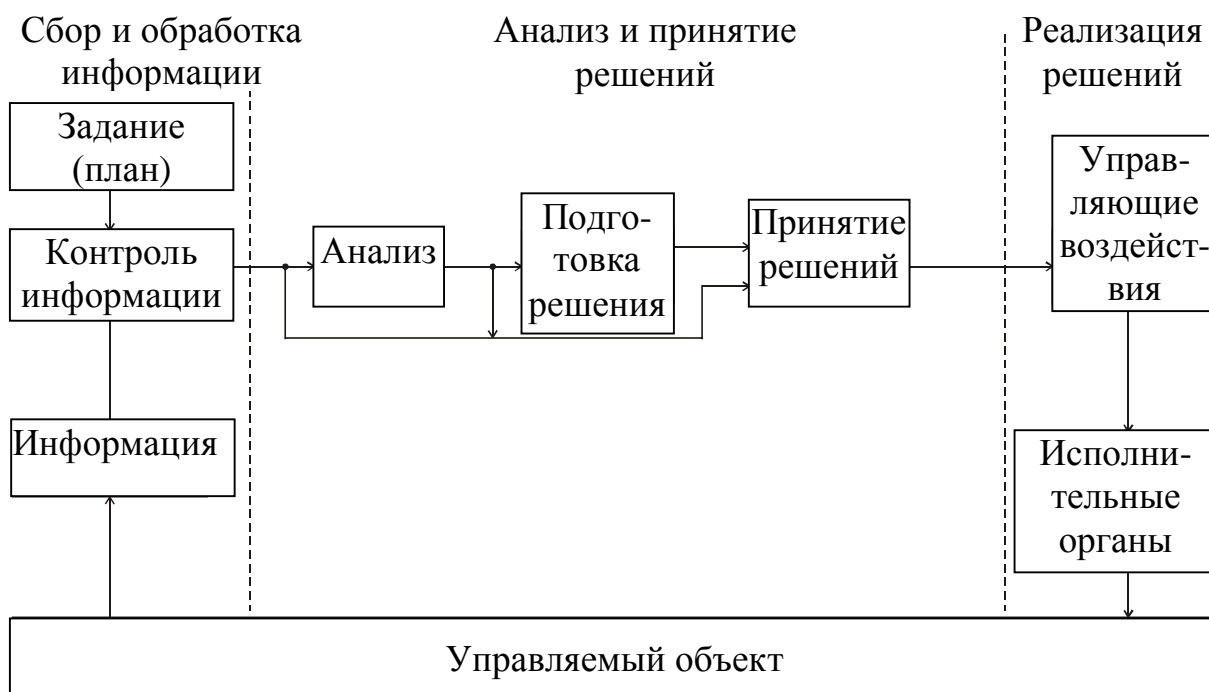 Сбор и обработка
информации
Анализ и принятие
решений
Реализация
решений
Задание
(план)
Контроль
информации
Информация
Анализ
Подго-
товка
решения
Принятие
решений
Управ-
ляющие
воздейст-
вия
Исполни-
тельные
органы
Управляемый объект